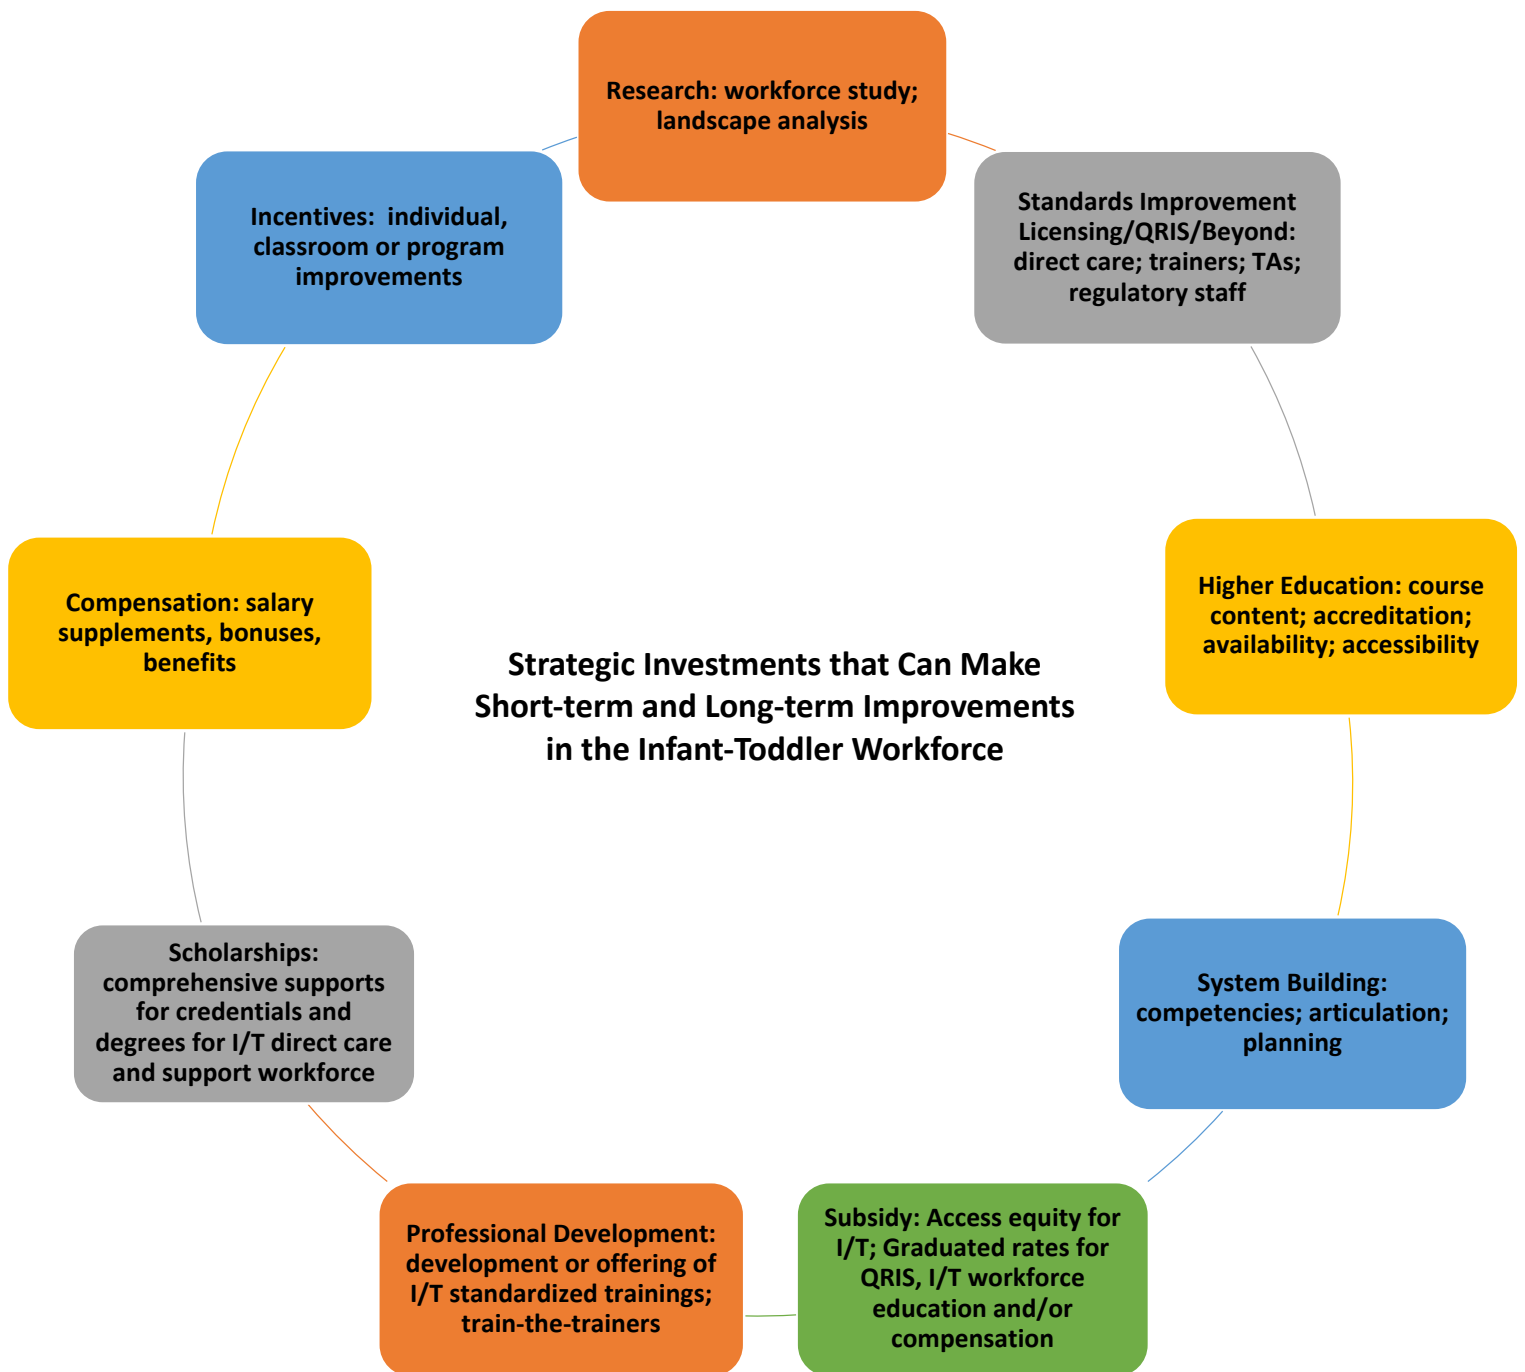 Research: workforce study;
landscape analysis
Standards Improvement
Licensing/QRIS/Beyond:
direct care; trainers; TAs;
regulatory staff
Higher Education: course
content; accreditation;
availability; accessibility
System Building:
competencies; articulation;
planning
Subsidy: Access equity for
I/T; Graduated rates for
QRIS, I/T workforce
education and/or
compensation
Professional Development:
development or offering of
I/T standardized trainings;
train-the-trainers
Scholarships:
comprehensive supports
for credentials and
degrees for I/T direct care
and support workforce
Compensation: salary
supplements, bonuses,
benefits
Incentives:  individual,
classroom or program
improvements
Strategic Investments that Can Make
Short-term and Long-term Improvements
in the Infant-Toddler Workforce